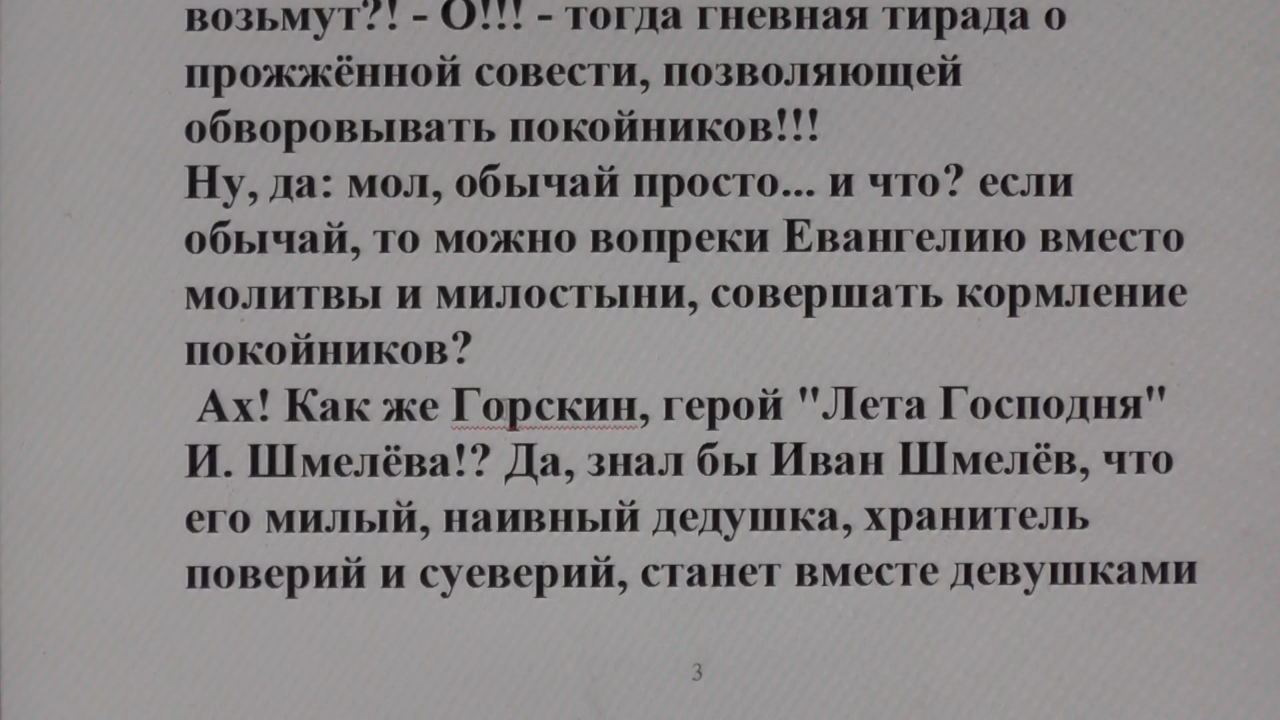 возьмут?! - О!!! - тогда гневная тирада о
прожжённой совести, позволяющей
обворовывать покойников!!!
Ну, да: мол, обычай просто... и что? если
обычай, то можно вопреки Евангелию вместо
молитвы и милостыни, совершать кормление
покойников?
Ах! Как же Горскин, герой "Лета Господня"
И. Шмелёва!? Да, знал бы Иван Шмелёв, что
его милый, наивный дедушка, хранитель
поверий и суеверий, станет вместе девушками
3